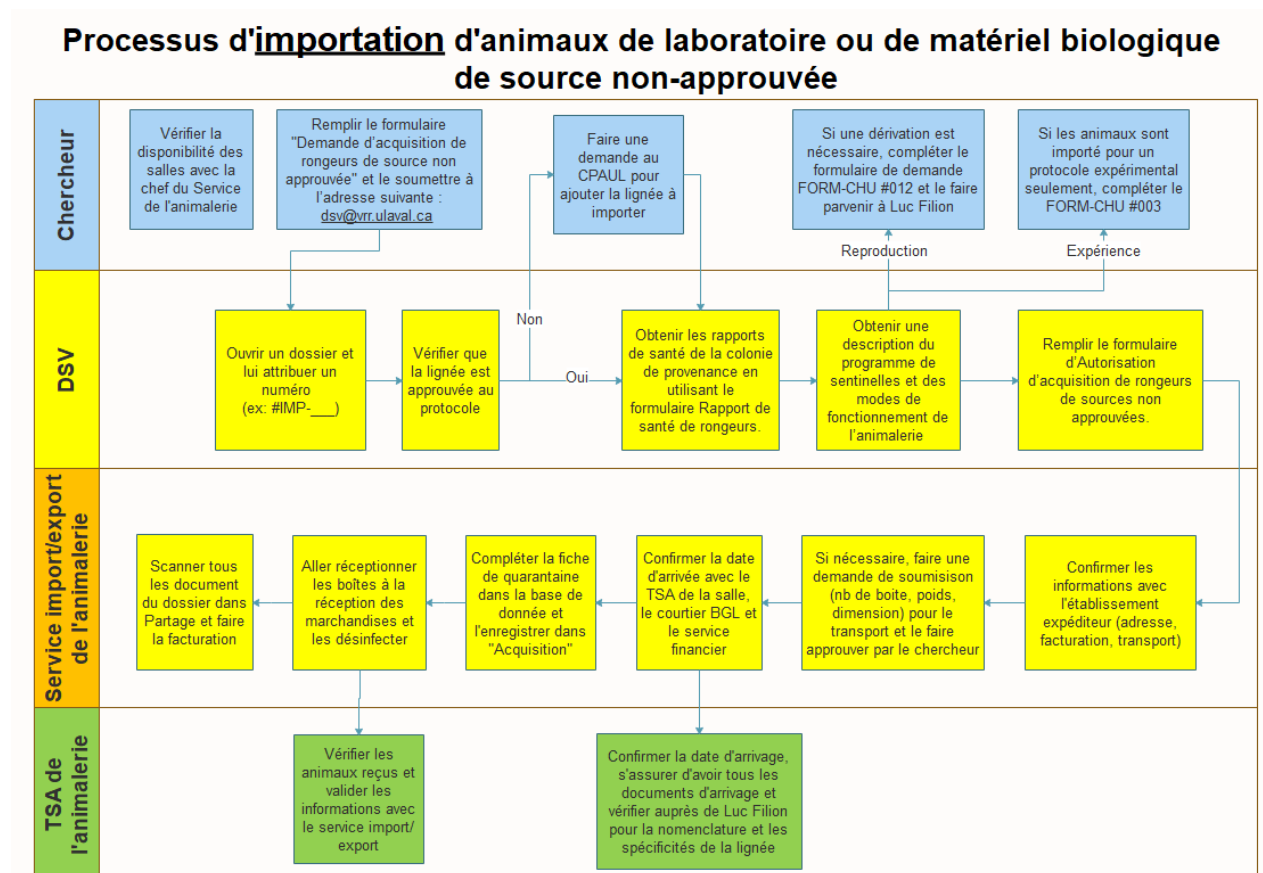 Processus d'importation d'animaux de laboratoire ou de matériel biologique
de source non-approuvée
Chercheur
Vérifier la
disponibilité des
salles avec la
chef du Service
de l'animalerie
Remplir le formulaire
"Demande d'acquisition de
rongeurs de source non
approuvée" et le soumettre à
l'adresse suivante :
dsv@vrr.ulaval.ca
Faire une
demande au
CPAUL pour
ajouter la lignée à
importer
Si une dérivation est
nécessaire, compléter le
formulaire de demande
FORM-CHU #012 et le faire
parvenir à Luc Filion
Si les animaux sont
importé pour un
protocole expérimental
seulement, compléter le
FORM-CHU #003
Reproduction
Expérience
DSV
Non
Oui
Ouvrir un dossier et
lui attribuer un
numéro
(ex: #IMP-___)
Vérifier que
la lignée est
approuvée au
protocole
Obtenir les rapports
de santé de la colonie
de provenance en
utilisant le
formulaire Rapport de
santé de rongeurs.
Obtenir une
description du
programme de
sentinelles et des
modes de
fonctionnement de
l'animalerie
Remplir le formulaire
d'Autorisation
d'acquisition de rongeurs
de sources non
approuvées.
Service import/export
de l'animalerie
Scanner tous
les document
du dossier dans
Partage et faire
la facturation
Aller réceptionner
les boîtes à la
réception des
marchandises et
les désinfecter
Compléter la fiche
de quarantaine
dans la base de
donnée et
l'enregistrer dans
"Acquisition"
Confirmer la date
d'arrivée avec le
TSA de la salle,
le courtier BGL et
le service
financier
Si nécessaire, faire une
demande de soumisison
(nb de boite, poids,
dimension) pour le
transport et le faire
approuver par le chercheur
Confirmer les
informations avec
l'établissement
expéditeur (adresse,
facturation, transport)
TSA de
l'animalerie
Vérifier les
animaux reçus et
valider les
informations avec
le service import/
export
Confirmer la date d'arrivage,
s'assurer d'avoir tous les
documents d'arrivage et
vérifier auprès de Luc Filion
pour la nomenclature et les
spécificités de la lignée